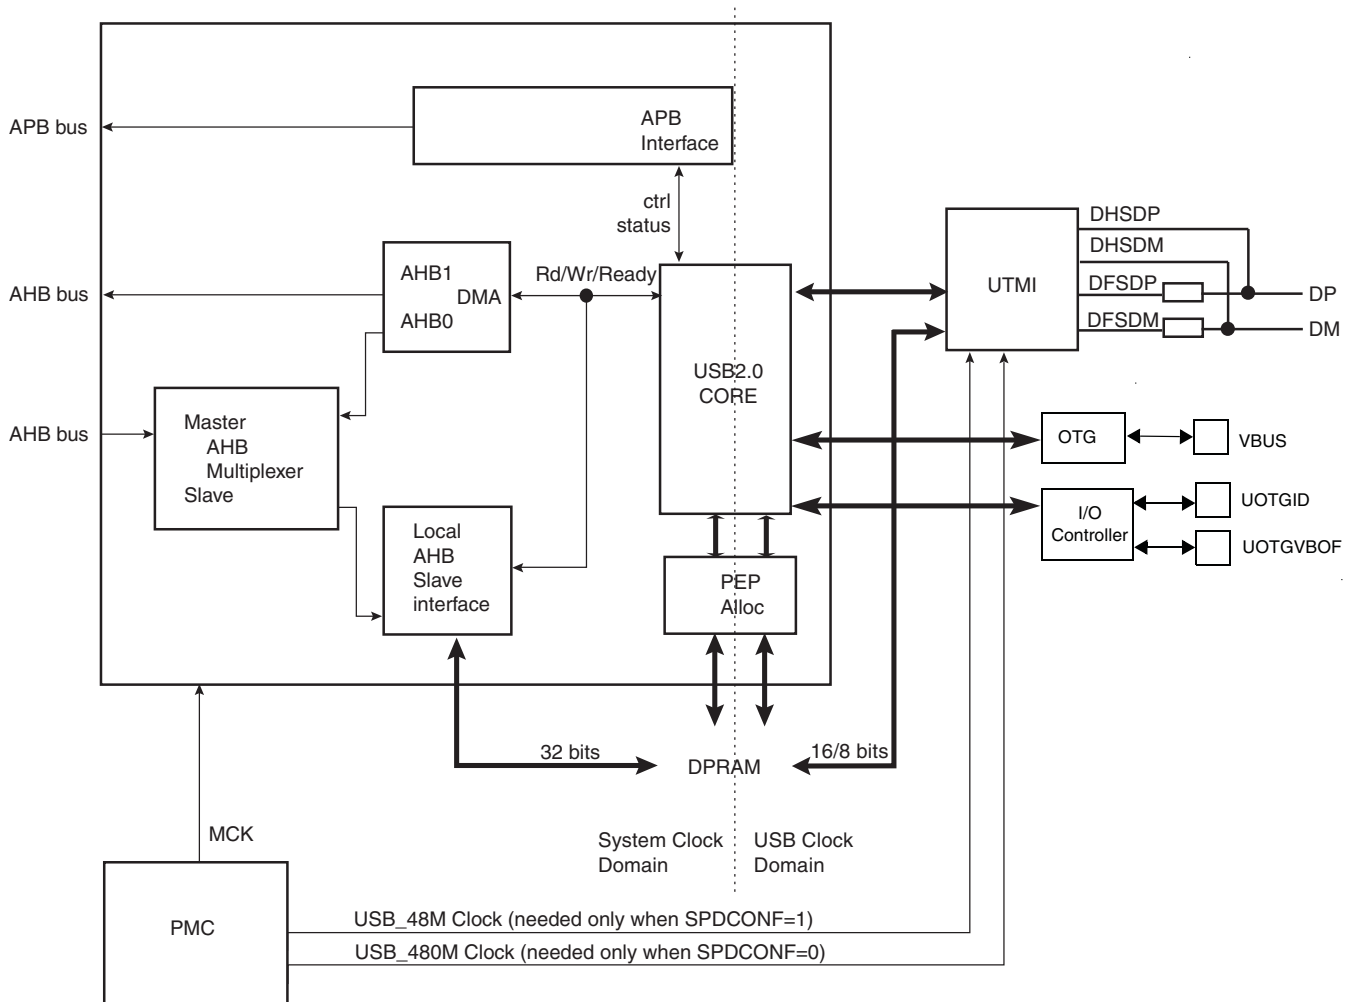 APB bus
APB
Interface
ctrl
status
AHB bus
AHB1
DMA
AHB0
Rd/Wr/Ready
AHB bus
Master
AHB
Multiplexer
Slave
Local
AHB
Slave
interface
USB2.0
CORE
PEP
Alloc
UTMI
DHSDP
DHSDM
DFSDP
DFSDM
DP
DM
OTG
VBUS
I/O
Controller
UOTGID
UOTGVBOF
32 bits
DPRAM
16/8 bits
MCK
System Clock
Domain
USB Clock
Domain
PMC
USB_48M Clock (needed only when SPDCONF=1)
USB_480M Clock (needed only when SPDCONF=0)